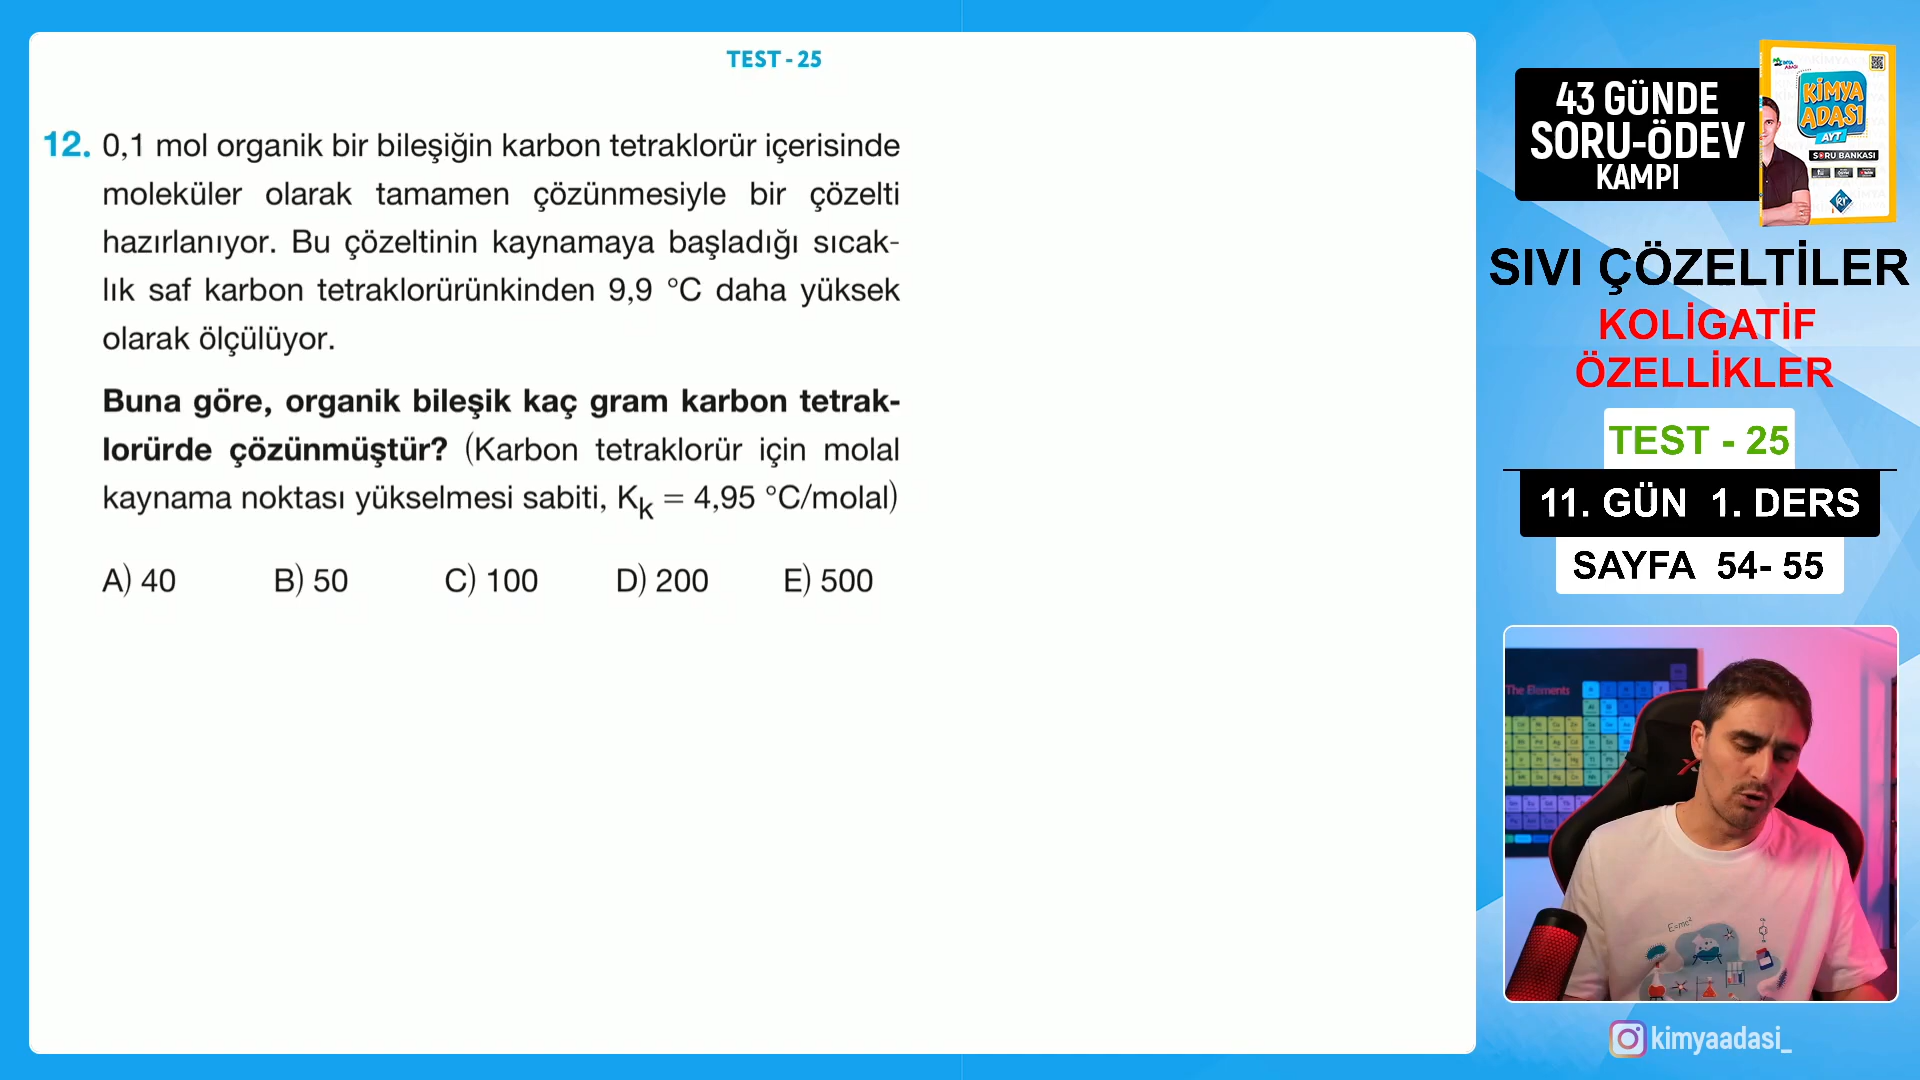 TEST - 25
12. 0,1 mol organik bir bileşiğin karbon tetraklorür içerisinde
moleküler olarak tamamen çözünmesiyle bir çözelti
hazırlanıyor. Bu çözeltinin kaynamaya başladığı sıcak-
lık saf karbon tetraklorürünkinden 9,9 °C daha yüksek
olarak ölçülüyor.
Buna göre, organik bileşik kaç gram karbon tetrak-
lorürde çözünmüştür? (Karbon tetraklorür için molal
kaynama noktası yükselmesi sabiti, Kk = 4,95 °C/molal)
A) 40 B) 50 C) 100 D) 200 E) 500
43 GÜNDE
SORU-ÖDEV
KAMPI
KİMYA
ADASI
AYT
SORU BANKASI
kr
SIVI ÇÖZELTİLER
KOLİGATİF
ÖZELLİKLER
TEST - 25
11. GÜN 1. DERS
SAYFA 54- 55
The Elements
E=mc²
kimyaadasi_